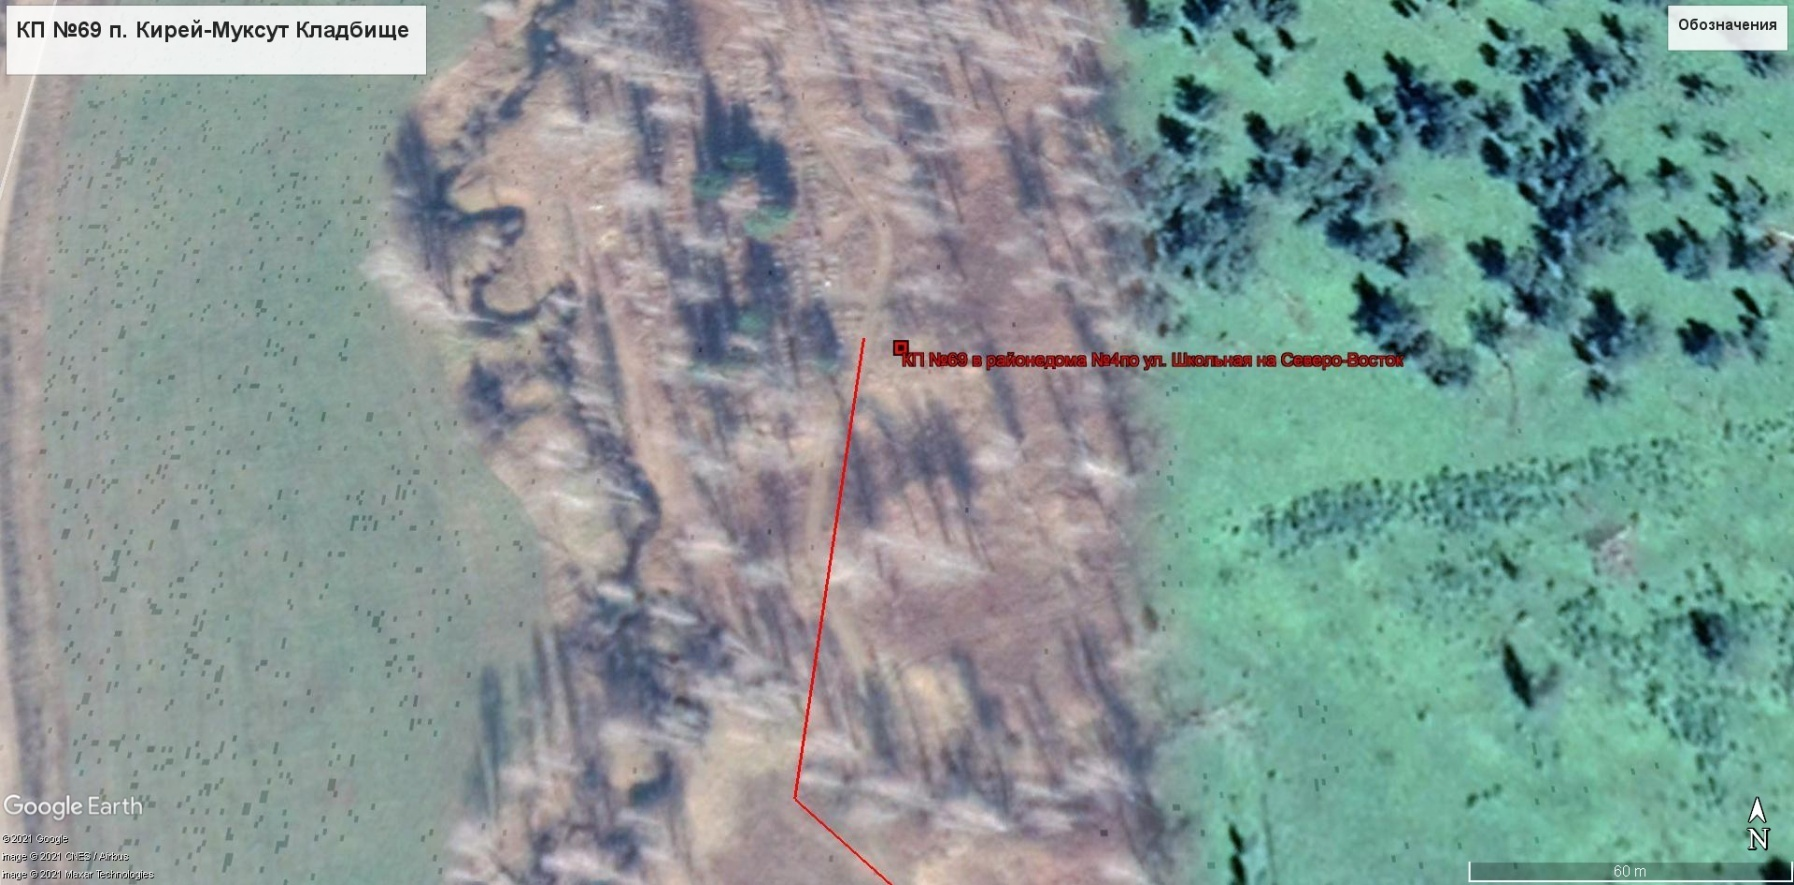 КП №69 п. Кирей-Муксут Кладбище
Обозначения
КП №69 в районедома №4по ул. Школьная на Северо-Восток
Google Earth
©2021 Google
Image © 2021 CNES / Airbus
Image © 2021 Maxar Technologies
N
60 m